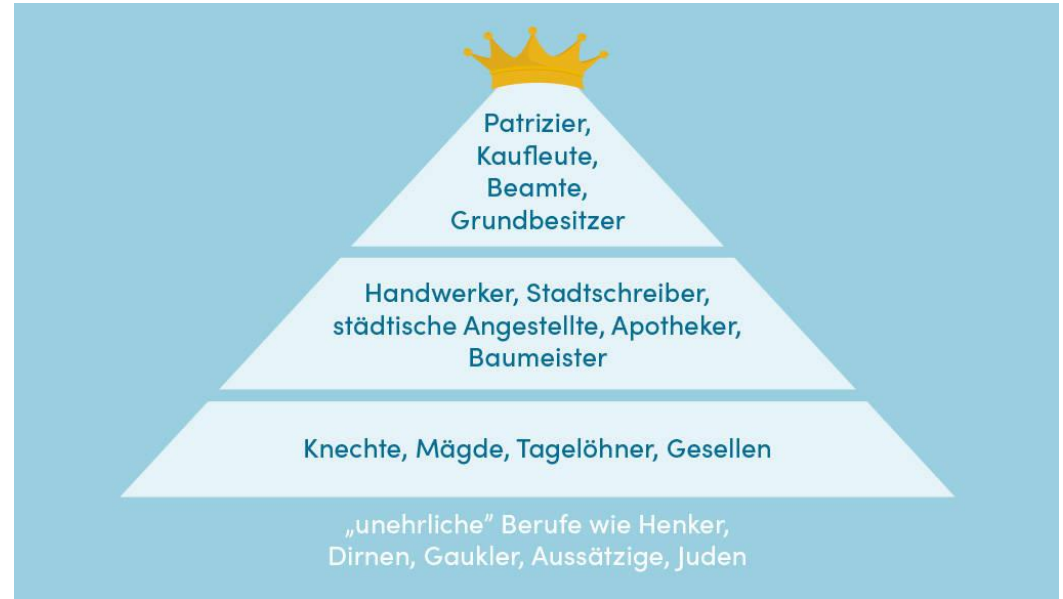 Patrizier,
Kaufleute,
Beamte,
Grundbesitzer
Handwerker, Stadtschreiber,
städtische Angestellte, Apotheker,
Baumeister
Knechte, Mägde, Tagelöhner, Gesellen
„unehrliche” Berufe wie Henker,
Dirnen, Gaukler, Aussätzige, Juden